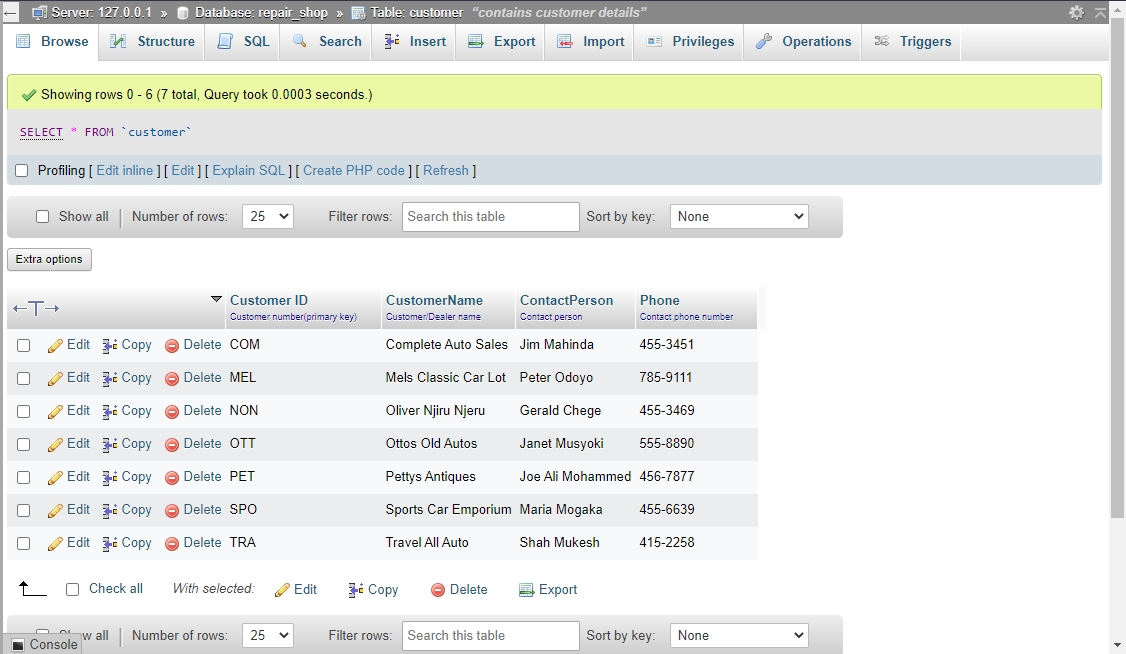 Server: 127.0.0.1 » Database: repair_shop » Table: customer "contains customer details"
Browse Structure SQL Search Insert Export Import Privileges Operations Triggers
Showing rows 0 - 6 (7 total, Query took 0.0003 seconds.)
SELECT * FROM `customer`
Profiling [ Edit inline ] [ Edit ] [ Explain SQL ] [ Create PHP code ] [ Refresh ]
Show all Number of rows: 25 Filter rows: Search this table Sort by key: None
Extra options
←T→ Customer ID CustomerName ContactPerson Phone
Customer number(primary key) Customer/Dealer name Contact person Contact phone number
Edit Copy Delete COM Complete Auto Sales Jim Mahinda 455-3451
Edit Copy Delete MEL Mels Classic Car Lot Peter Odoyo 785-9111
Edit Copy Delete NON Oliver Njiru Njeru Gerald Chege 455-3469
Edit Copy Delete OTT Ottos Old Autos Janet Musyoki 555-8890
Edit Copy Delete PET Pettys Antiques Joe Ali Mohammed 456-7877
Edit Copy Delete SPO Sports Car Emporium Maria Mogaka 455-6639
Edit Copy Delete TRA Travel All Auto Shah Mukesh 415-2258
Check all With selected: Edit Copy Delete Export
Show all Number of rows: 25 Filter rows: Search this table Sort by key: None
Console